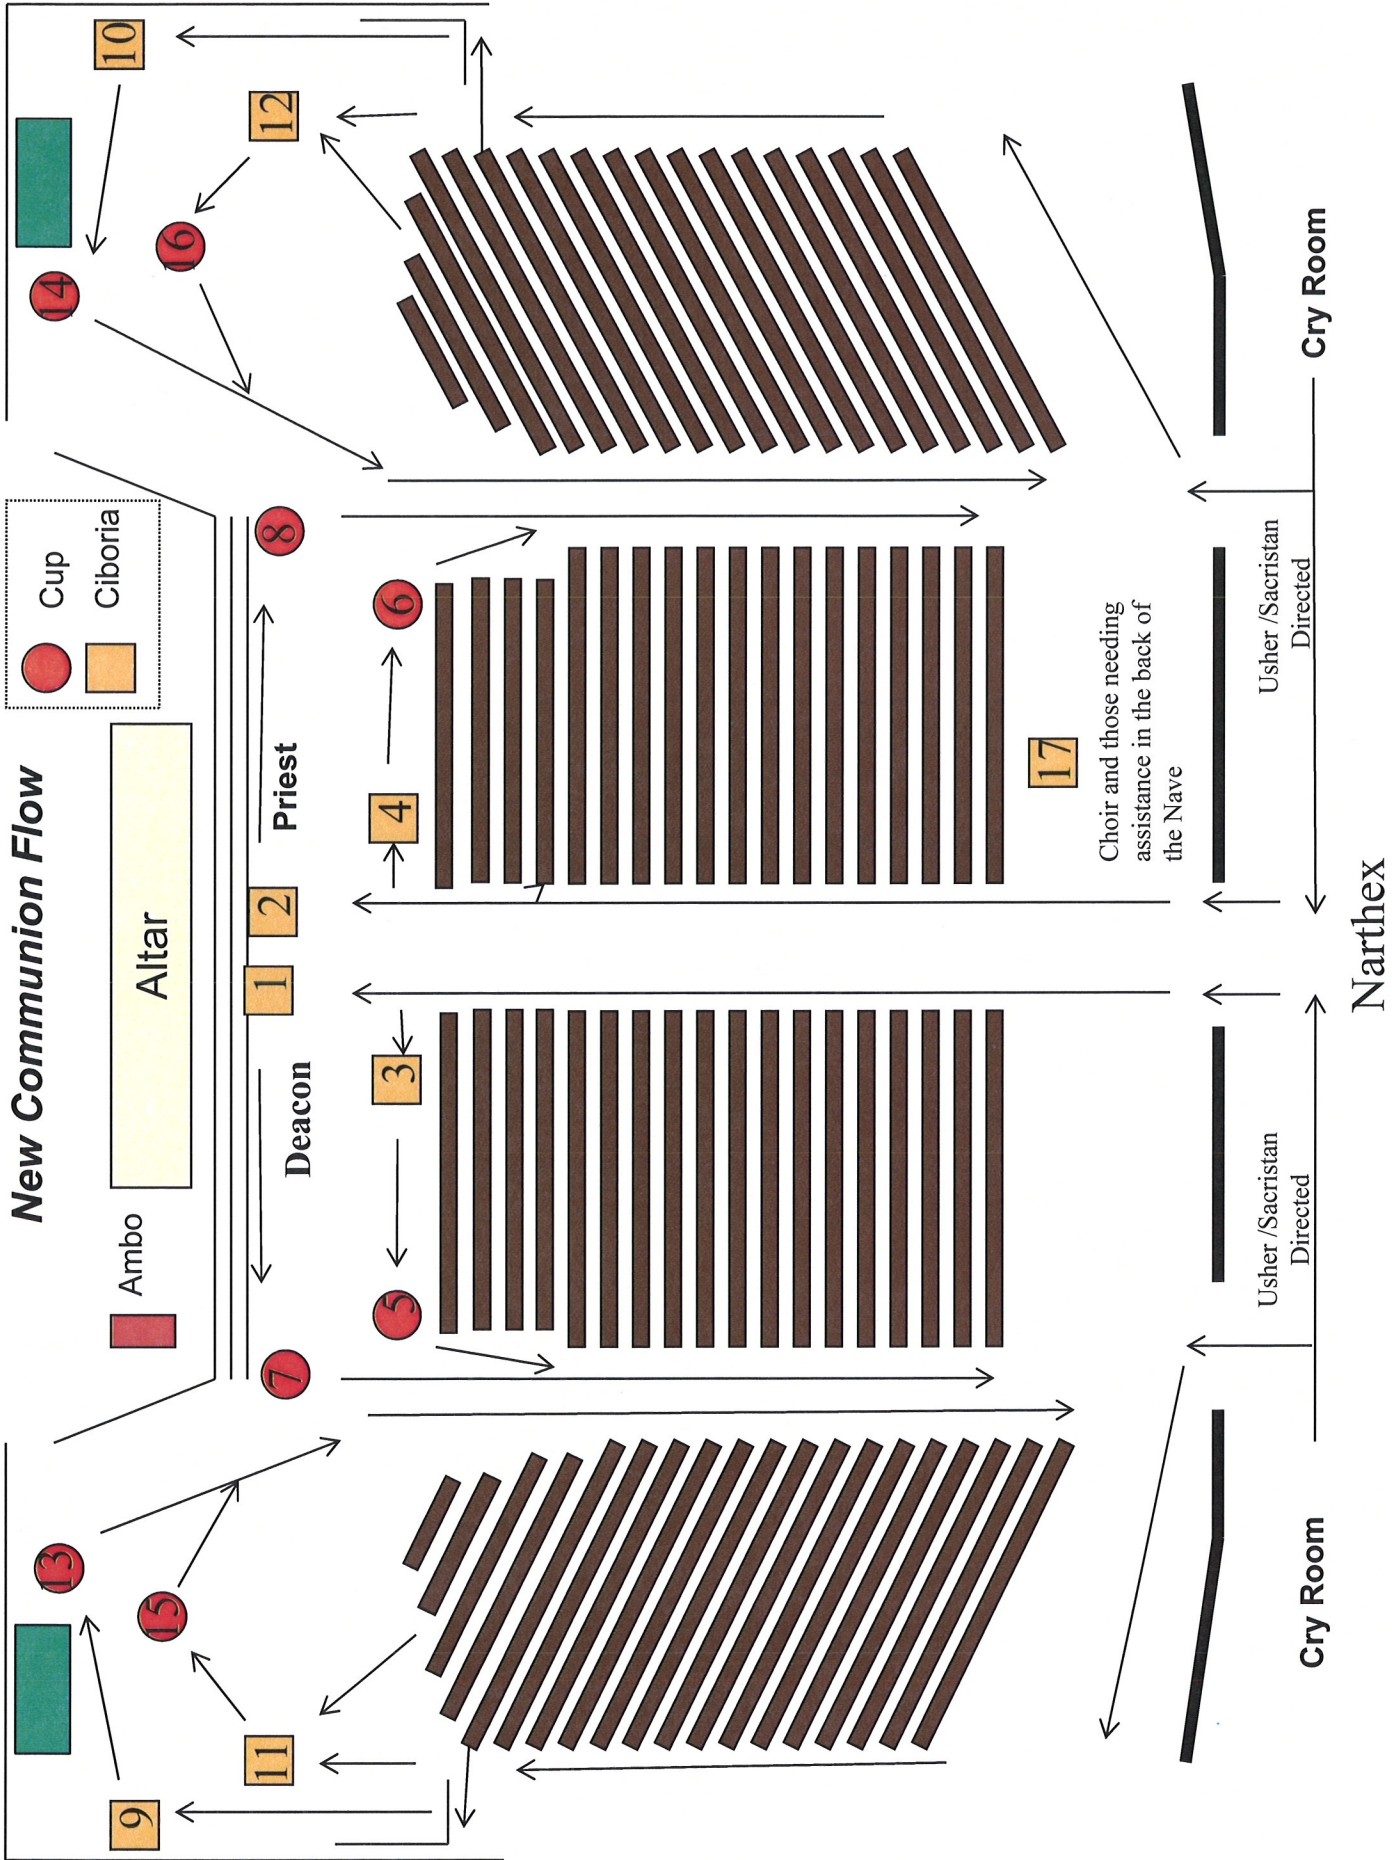 New Communion Flow
Cup
Ciboria
Ambo
Altar
Deacon
Priest
1
2
3
4
5
6
7
8
9
10
11
12
13
14
15
16
17
Choir and those needing
assistance in the back of
the Nave
Usher /Sacristan
Directed
Usher /Sacristan
Directed
Cry Room
Cry Room
Narthex